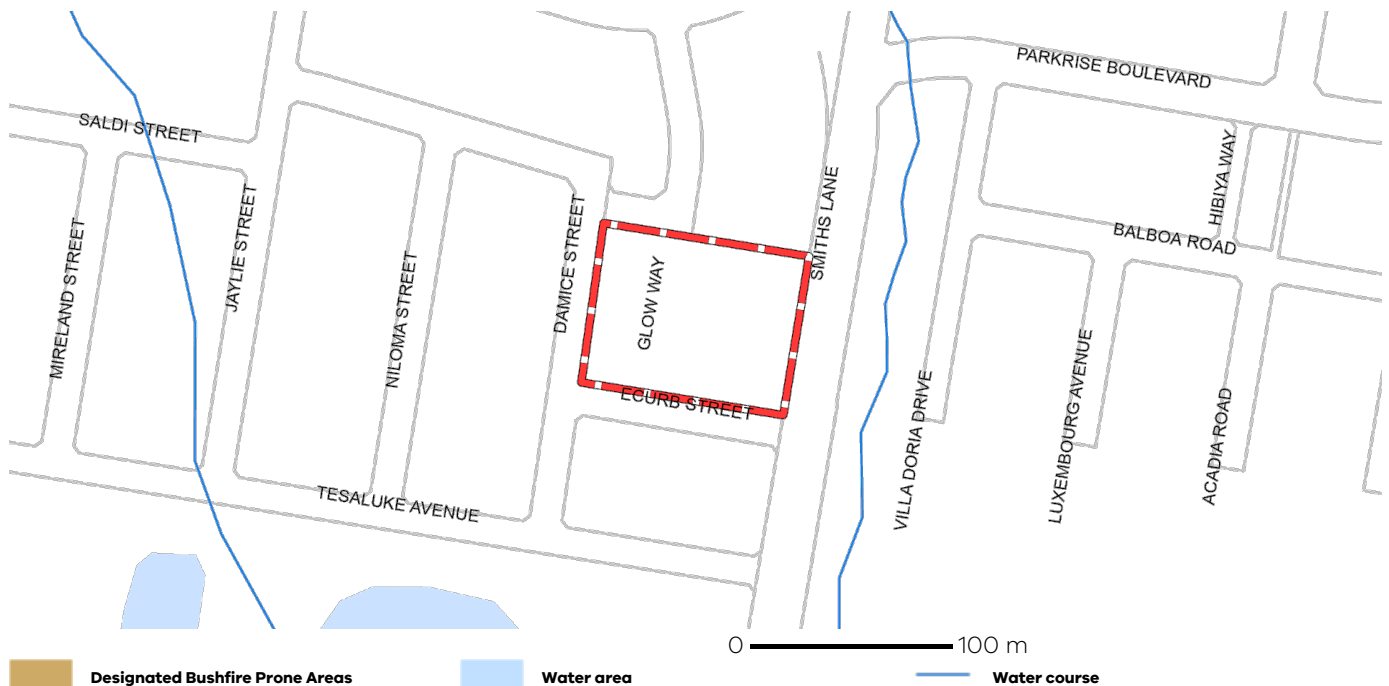 PARKRISE BOULEVARD
SALDI STREET
HIBIYA WAY
SMITHS LANE
JAYLIE STREET
DAMICE STREET
MIRELAND STREET
BALBOA ROAD
NILOMA STREET
GLOW WAY
LUXEMBOURG AVENUE
VILLA DORIA DRIVE
ACADIA ROAD
ECURB STREET
TESALUKE AVENUE
0 100 m
Designated Bushfire Prone Areas
Water area
Water course